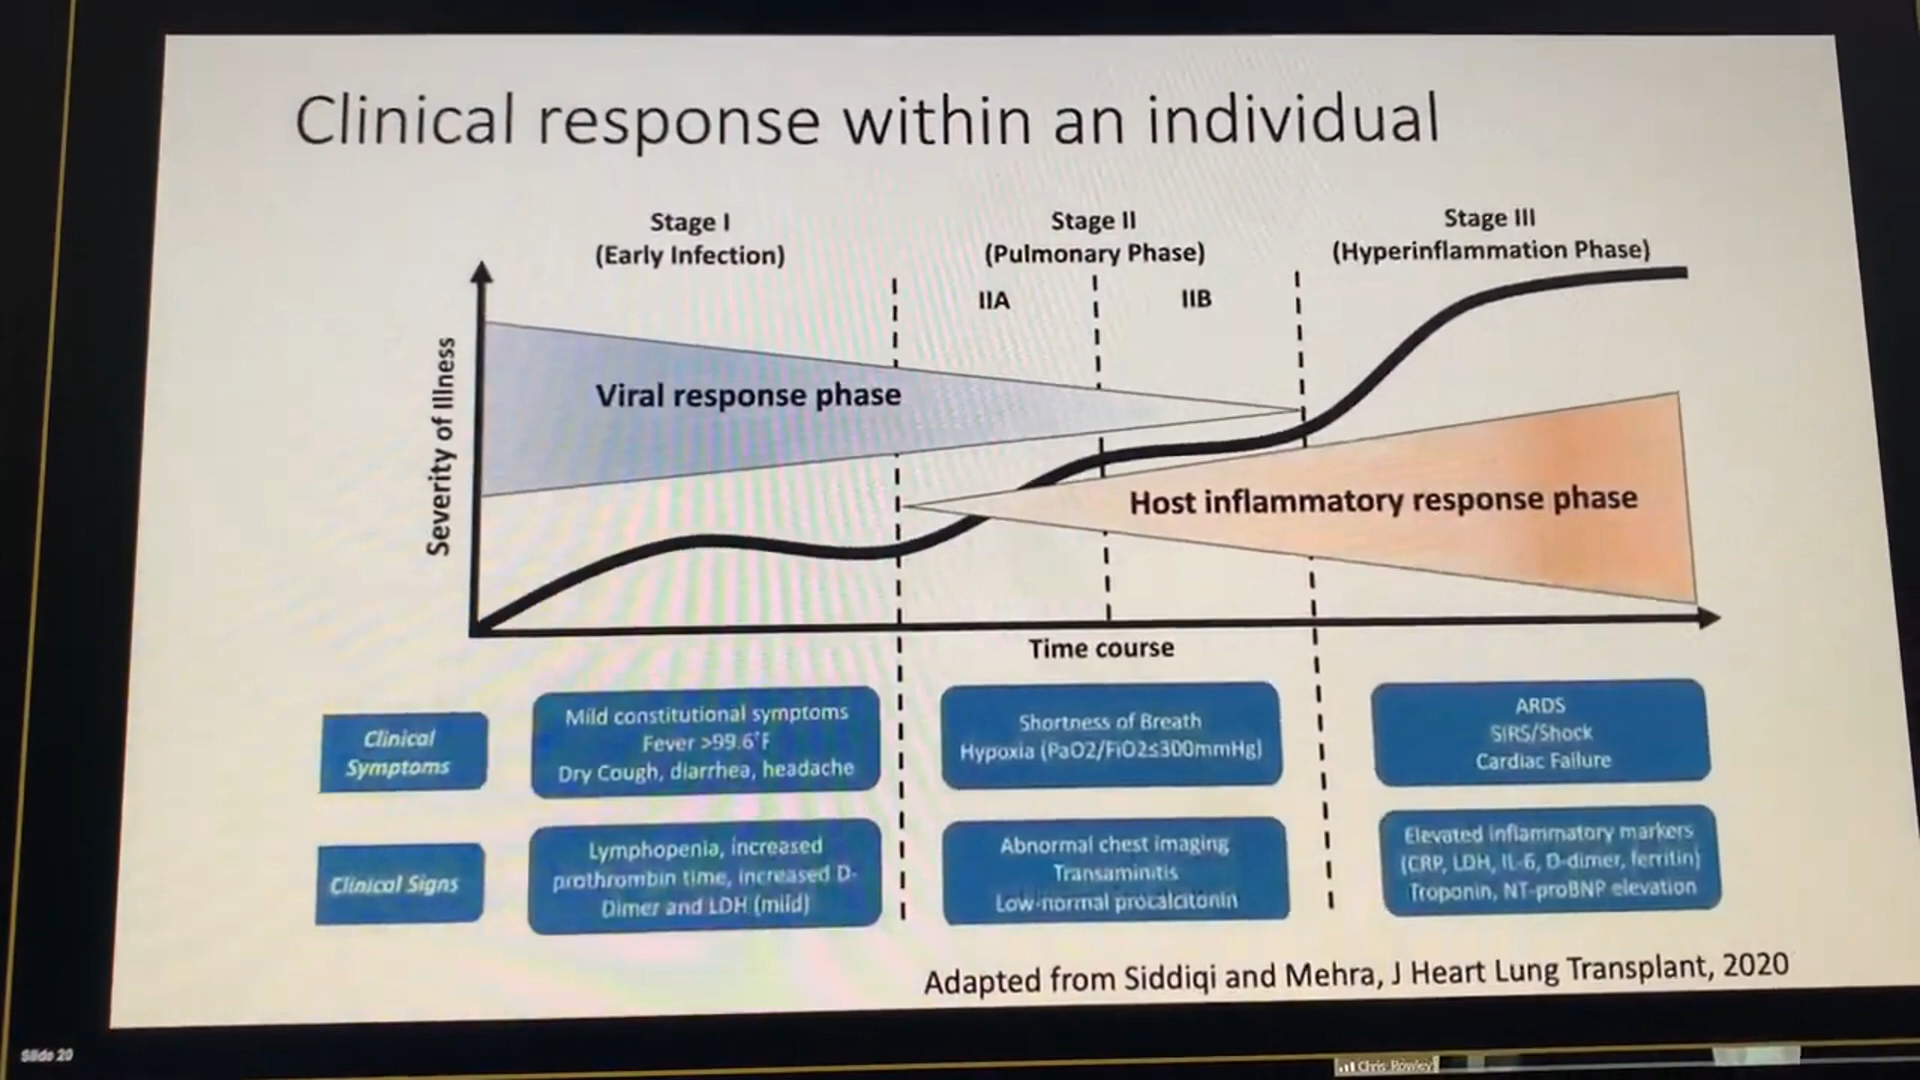 Clinical response within an individual
Stage I
(Early Infection)
Stage II
(Pulmonary Phase)
Stage III
(Hyperinflammation Phase)
IIA
IIB
Severity of Illness
Viral response phase
Host inflammatory response phase
Time course
Clinical
Symptoms
Mild constitutional symptoms
Fever >99.6°F
Dry Cough, diarrhea, headache
Shortness of Breath
Hypoxia (PaO2/FiO2≤300mmHg)
ARDS
SIRS/Shock
Cardiac Failure
Clinical Signs
Lymphopenia, increased
prothrombin time, increased D-
Dimer and LDH (mild)
Abnormal chest imaging
Transaminitis
Low-normal procalcitonin
Elevated inflammatory markers
(CRP, LDH, IL-6, D-dimer, ferritin)
Troponin, NT-proBNP elevation
Adapted from Siddiqi and Mehra, J Heart Lung Transplant, 2020
Slide 20
Chris Rowley